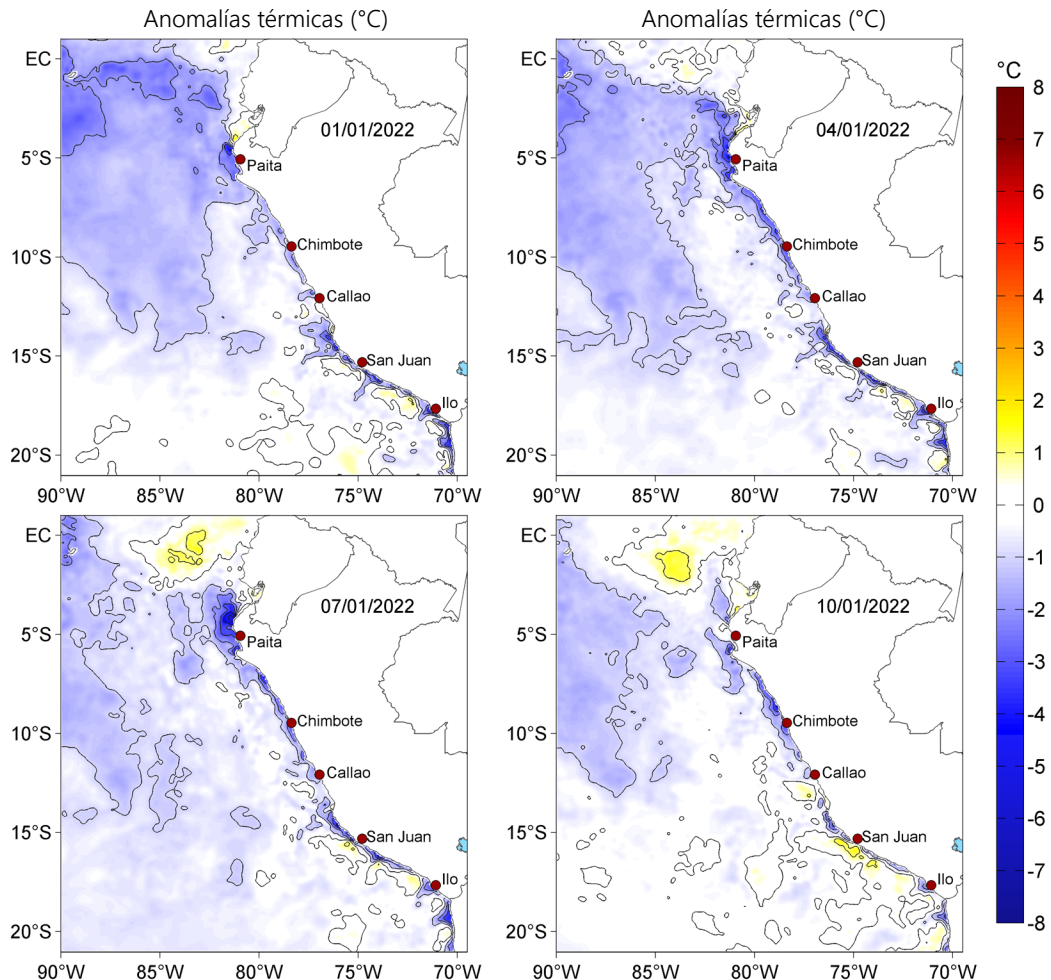 Anomalías térmicas (°C)
Anomalías térmicas (°C)
EC
5°S
10°S
15°S
20°S
90°W
85°W
80°W
75°W
70°W
01/01/2022
Paita
Chimbote
Callao
San Juan
Ilo
EC
5°S
10°S
15°S
20°S
90°W
85°W
80°W
75°W
70°W
04/01/2022
Paita
Chimbote
Callao
San Juan
Ilo
°C
8
7
6
5
4
3
2
1
0
-1
-2
-3
-4
-5
-6
-7
-8
EC
5°S
10°S
15°S
20°S
90°W
85°W
80°W
75°W
70°W
07/01/2022
Paita
Chimbote
Callao
San Juan
Ilo
EC
5°S
10°S
15°S
20°S
90°W
85°W
80°W
75°W
70°W
10/01/2022
Paita
Chimbote
Callao
San Juan
Ilo